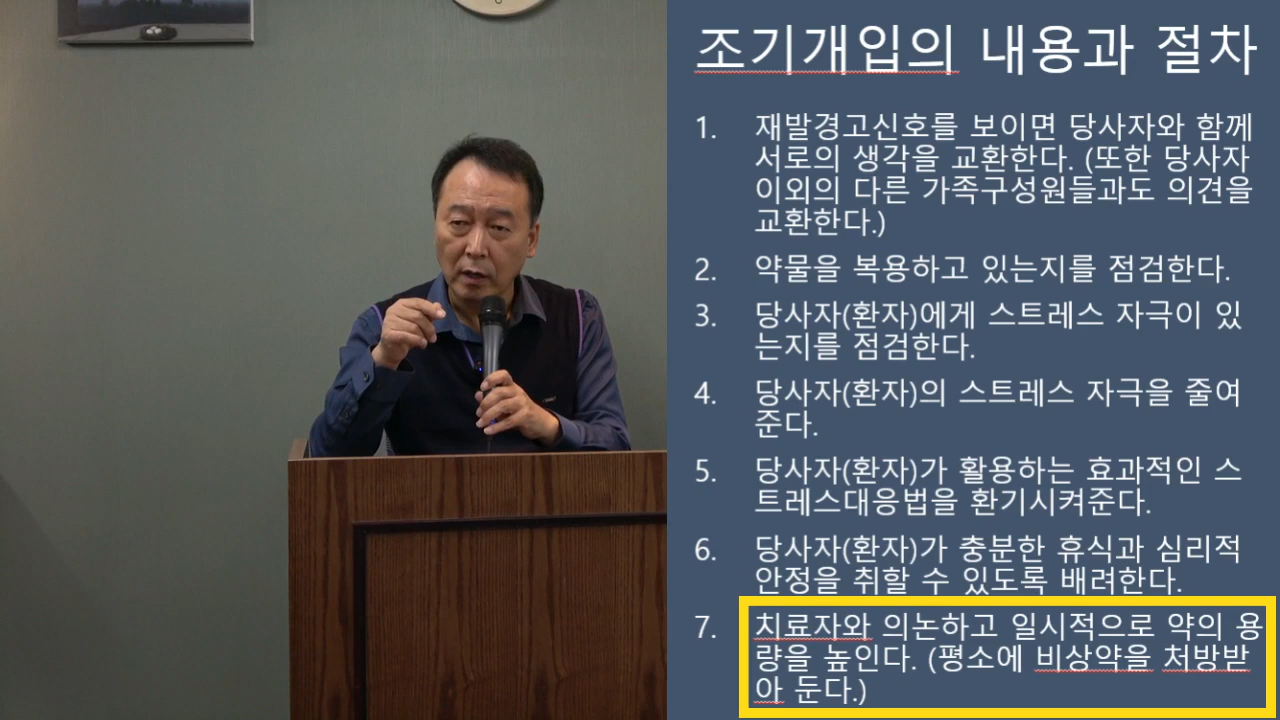 조기개입의 내용과 절차
1. 재발경고신호를 보이면 당사자와 함께
서로의 생각을 교환한다. (또한 당사자
이외의 다른 가족구성원들과도 의견을
교환한다.)
2. 약물을 복용하고 있는지를 점검한다.
3. 당사자(환자)에게 스트레스 자극이 있
는지를 점검한다.
4. 당사자(환자)의 스트레스 자극을 줄여
준다.
5. 당사자(환자)가 활용하는 효과적인 스
트레스대응법을 환기시켜준다.
6. 당사자(환자)가 충분한 휴식과 심리적
안정을 취할 수 있도록 배려한다.
7. 치료자와 의논하고 일시적으로 약의 용
량을 높인다. (평소에 비상약을 처방받
아 둔다.)